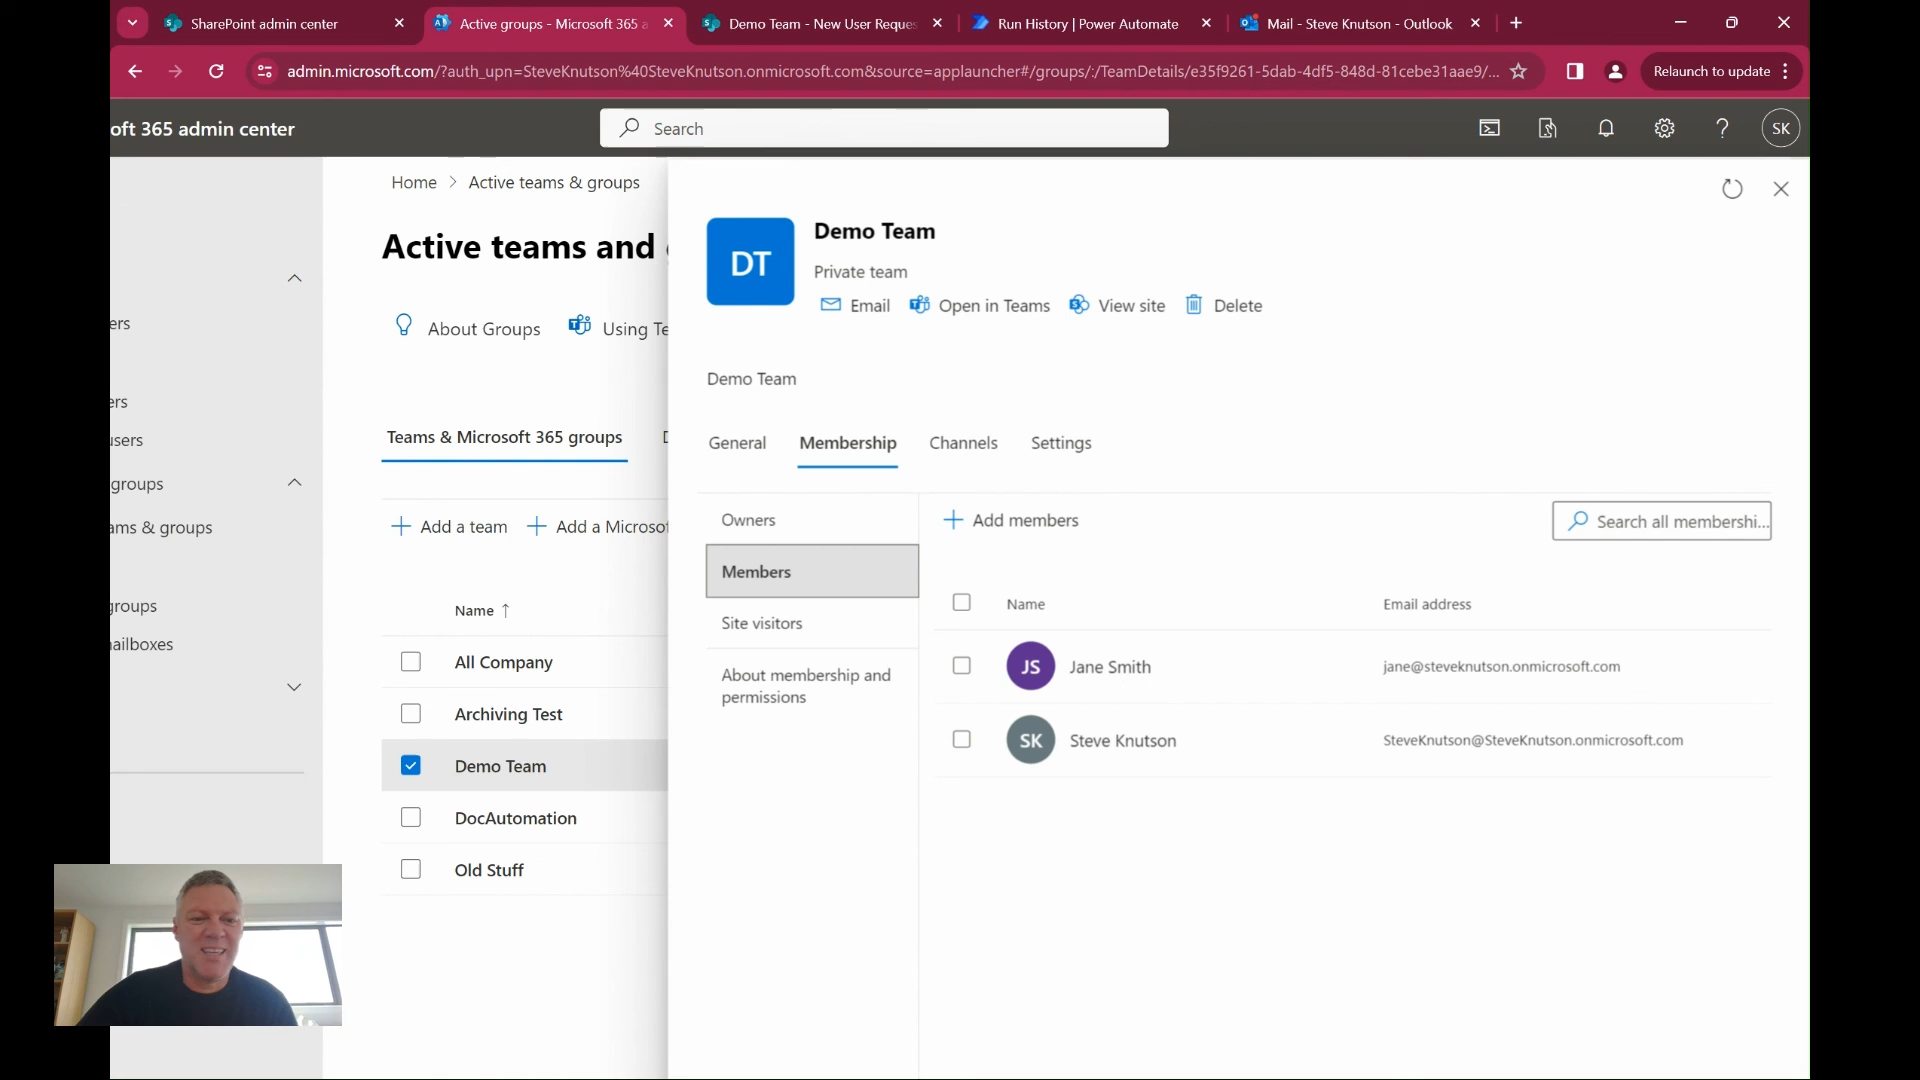 SharePoint admin center
Active groups - Microsoft 365 a
Demo Team - New User Reques
Run History | Power Automate
Mail - Steve Knutson - Outlook
admin.microsoft.com/?auth_upn=SteveKnutson%40SteveKnutson.onmicrosoft.com&source=applauncher#/groups/:/TeamDetails/e35f9261-5dab-4df5-848d-81cebe31aae9/...
Relaunch to update
oft 365 admin center
Search
SK
Home > Active teams & groups
Active teams and
About Groups
Using Te
Teams & Microsoft 365 groups
Add a team
Add a Microsof
Name ↑
All Company
Archiving Test
Demo Team
DocAutomation
Old Stuff
ers
ers
users
groups
ams & groups
groups
ailboxes
DT
Demo Team
Private team
Email
Open in Teams
View site
Delete
Demo Team
General
Membership
Channels
Settings
Owners
Members
Site visitors
About membership and
permissions
Add members
Search all membershi...
Name
Email address
JS
Jane Smith
jane@steveknutson.onmicrosoft.com
SK
Steve Knutson
SteveKnutson@SteveKnutson.onmicrosoft.com